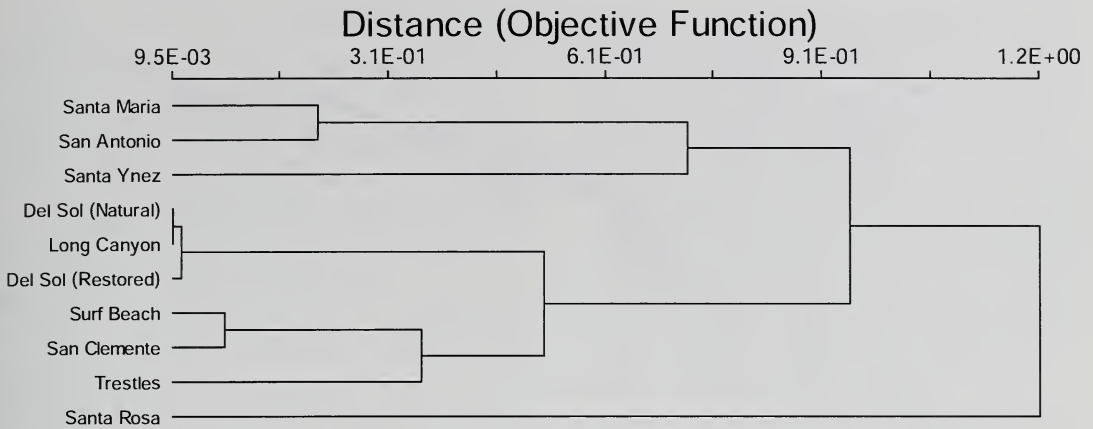 Distance (Objective Function)
9.5E-03 3.1E-01 6.1E-01 9.1E-01 1.2E+00
Santa Maria
San Antonio
Santa Ynez
Del Sol (Natural)
Long Canyon
Del Sol (Restored)
Surf Beach
San Clemente
Trestles
Santa Rosa